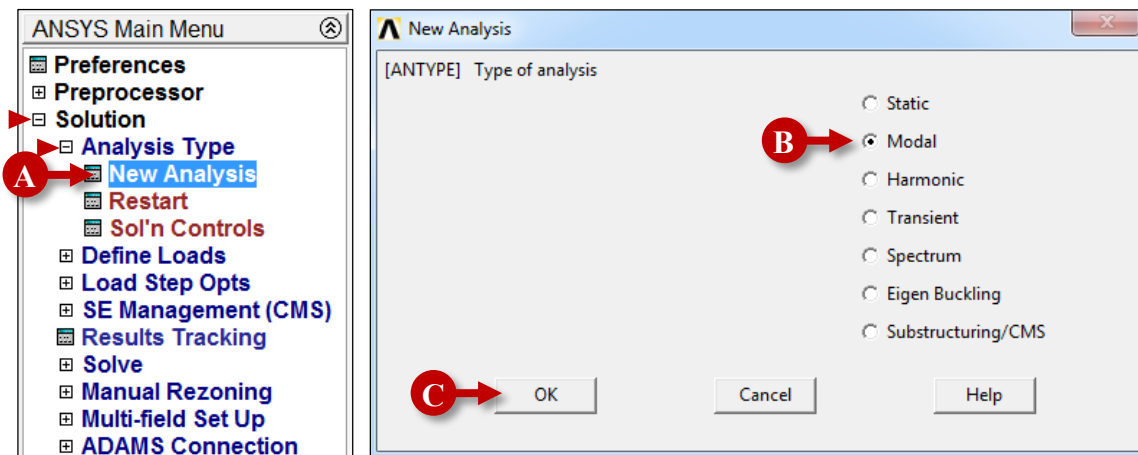 ANSYS Main Menu
Preferences
Preprocessor
Solution
Analysis Type
A
New Analysis
Restart
Sol'n Controls
Define Loads
Load Step Opts
SE Management (CMS)
Results Tracking
Solve
Manual Rezoning
Multi-field Set Up
ADAMS Connection
New Analysis
[ANTYPE] Type of analysis
Static
B
Modal
Harmonic
Transient
Spectrum
Eigen Buckling
Substructuring/CMS
C
OK Cancel Help